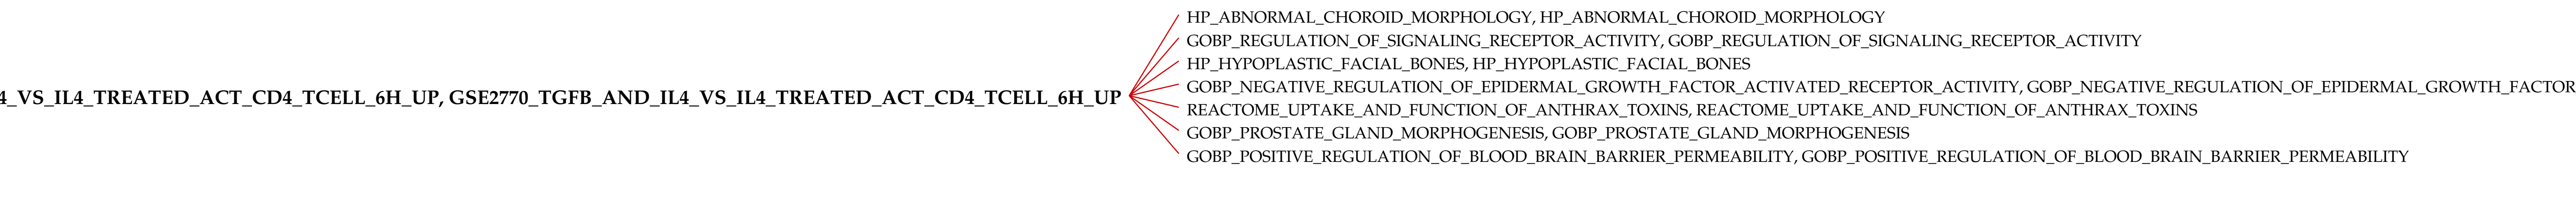 HP_ABNORMAL_CHOROID_MORPHOLOGY, HP_ABNORMAL_CHOROID_MORPHOLOGY
GOBP_REGULATION_OF_SIGNALING_RECEPTOR_ACTIVITY, GOBP_REGULATION_OF_SIGNALING_RECEPTOR_ACTIVITY
HP_HYPOPLASTIC_FACIAL_BONES, HP_HYPOPLASTIC_FACIAL_BONES
GOBP_NEGATIVE_REGULATION_OF_EPIDERMAL_GROWTH_FACTOR_ACTIVATED_RECEPTOR_ACTIVITY, GOBP_NEGATIVE_REGULATION_OF_EPIDERMAL_GROWTH_FACTOR
4_VS_IL4_TREATED_ACT_CD4_TCELL_6H_UP, GSE2770_TGFB_AND_IL4_VS_IL4_TREATED_ACT_CD4_TCELL_6H_UP
REACTOME_UPTAKE_AND_FUNCTION_OF_ANTHRAX_TOXINS, REACTOME_UPTAKE_AND_FUNCTION_OF_ANTHRAX_TOXINS
GOBP_PROSTATE_GLAND_MORPHOGENESIS, GOBP_PROSTATE_GLAND_MORPHOGENESIS
GOBP_POSITIVE_REGULATION_OF_BLOOD_BRAIN_BARRIER_PERMEABILITY, GOBP_POSITIVE_REGULATION_OF_BLOOD_BRAIN_BARRIER_PERMEABILITY